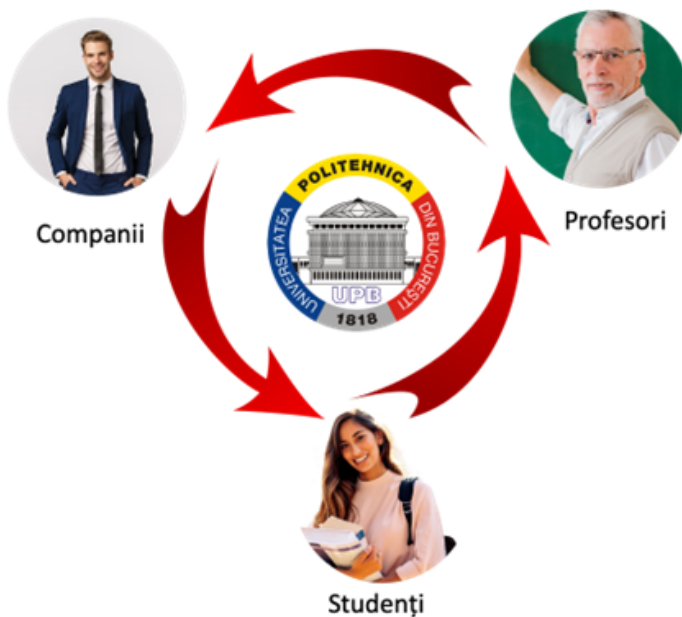 Companii
Profesori
UNIVERSITATEA
POLITEHNICA
DIN BUCUREȘTI
UPB
1818
Studenți